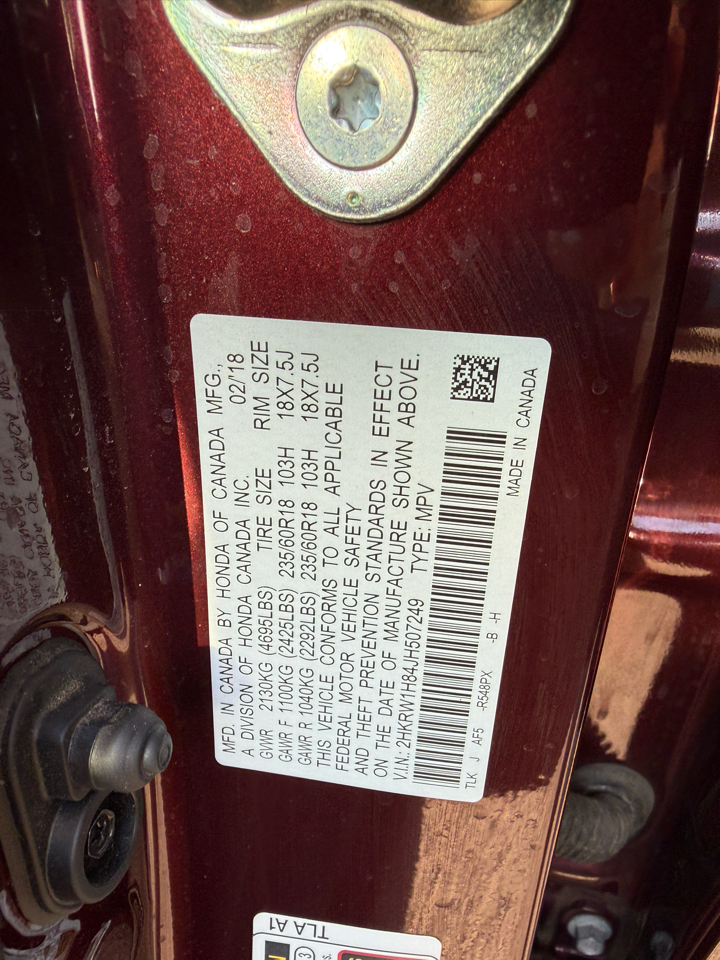 MFD. IN CANADA BY HONDA OF CANADA MFG.,
A DIVISION OF HONDA CANADA INC. 02/18
GVWR 2130KG (4695LBS) TIRE SIZE RIM SIZE
GAWR F 1100KG (2425LBS) 235/60R18 103H 18X7.5J
GAWR R 1040KG (2292LBS) 235/60R18 103H 18X7.5J
THIS VEHICLE CONFORMS TO ALL APPLICABLE
FEDERAL MOTOR VEHICLE SAFETY
AND THEFT PREVENTION STANDARDS IN EFFECT
ON THE DATE OF MANUFACTURE SHOWN ABOVE.
V.I.N.: 2HKRW1H84JH507249 TYPE: MPV
TLK J AF5 -R548PX -B -H
MADE IN CANADA
TLA A1